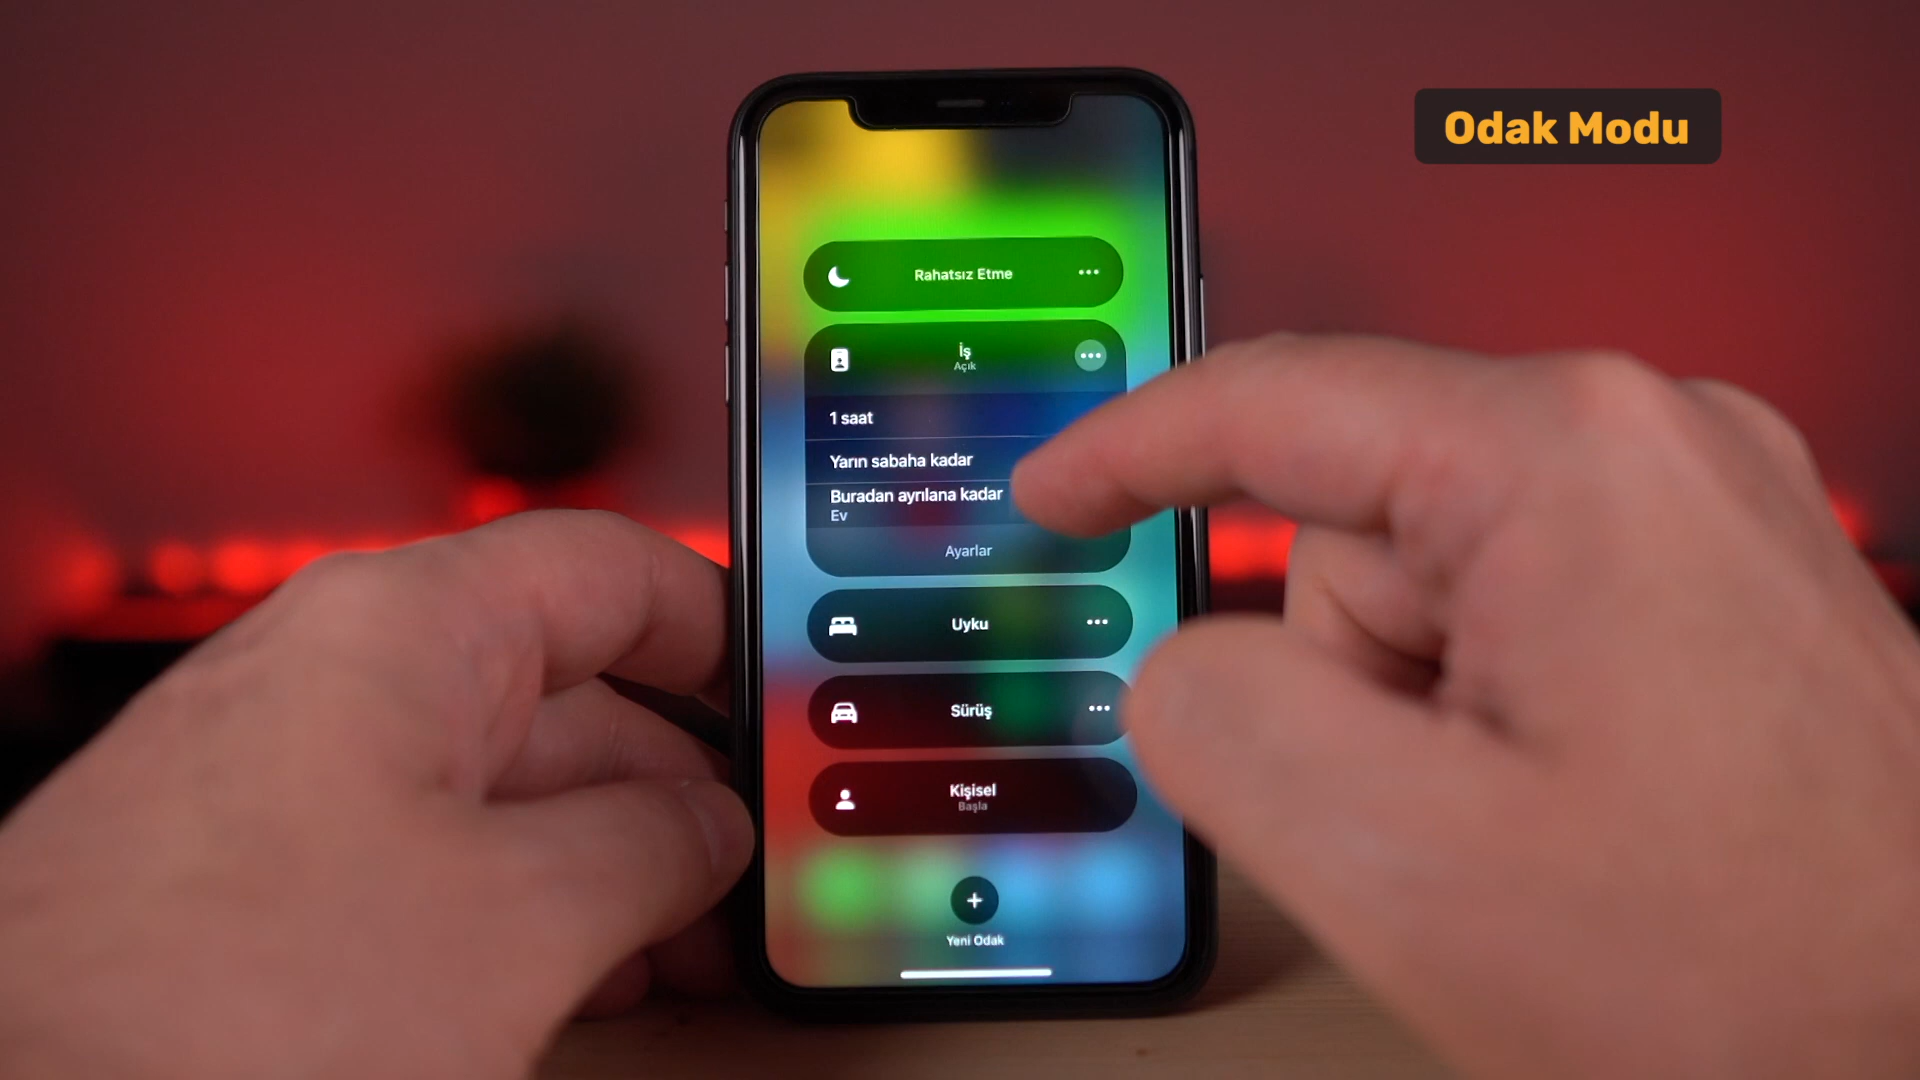 Odak Modu
Rahatsız Etme
İş
Açık
1 saat
Yarın sabaha kadar
Buradan ayrılana kadar
Ev
Ayarlar
Uyku
Sürüş
Kişisel
Başla
Yeni Odak